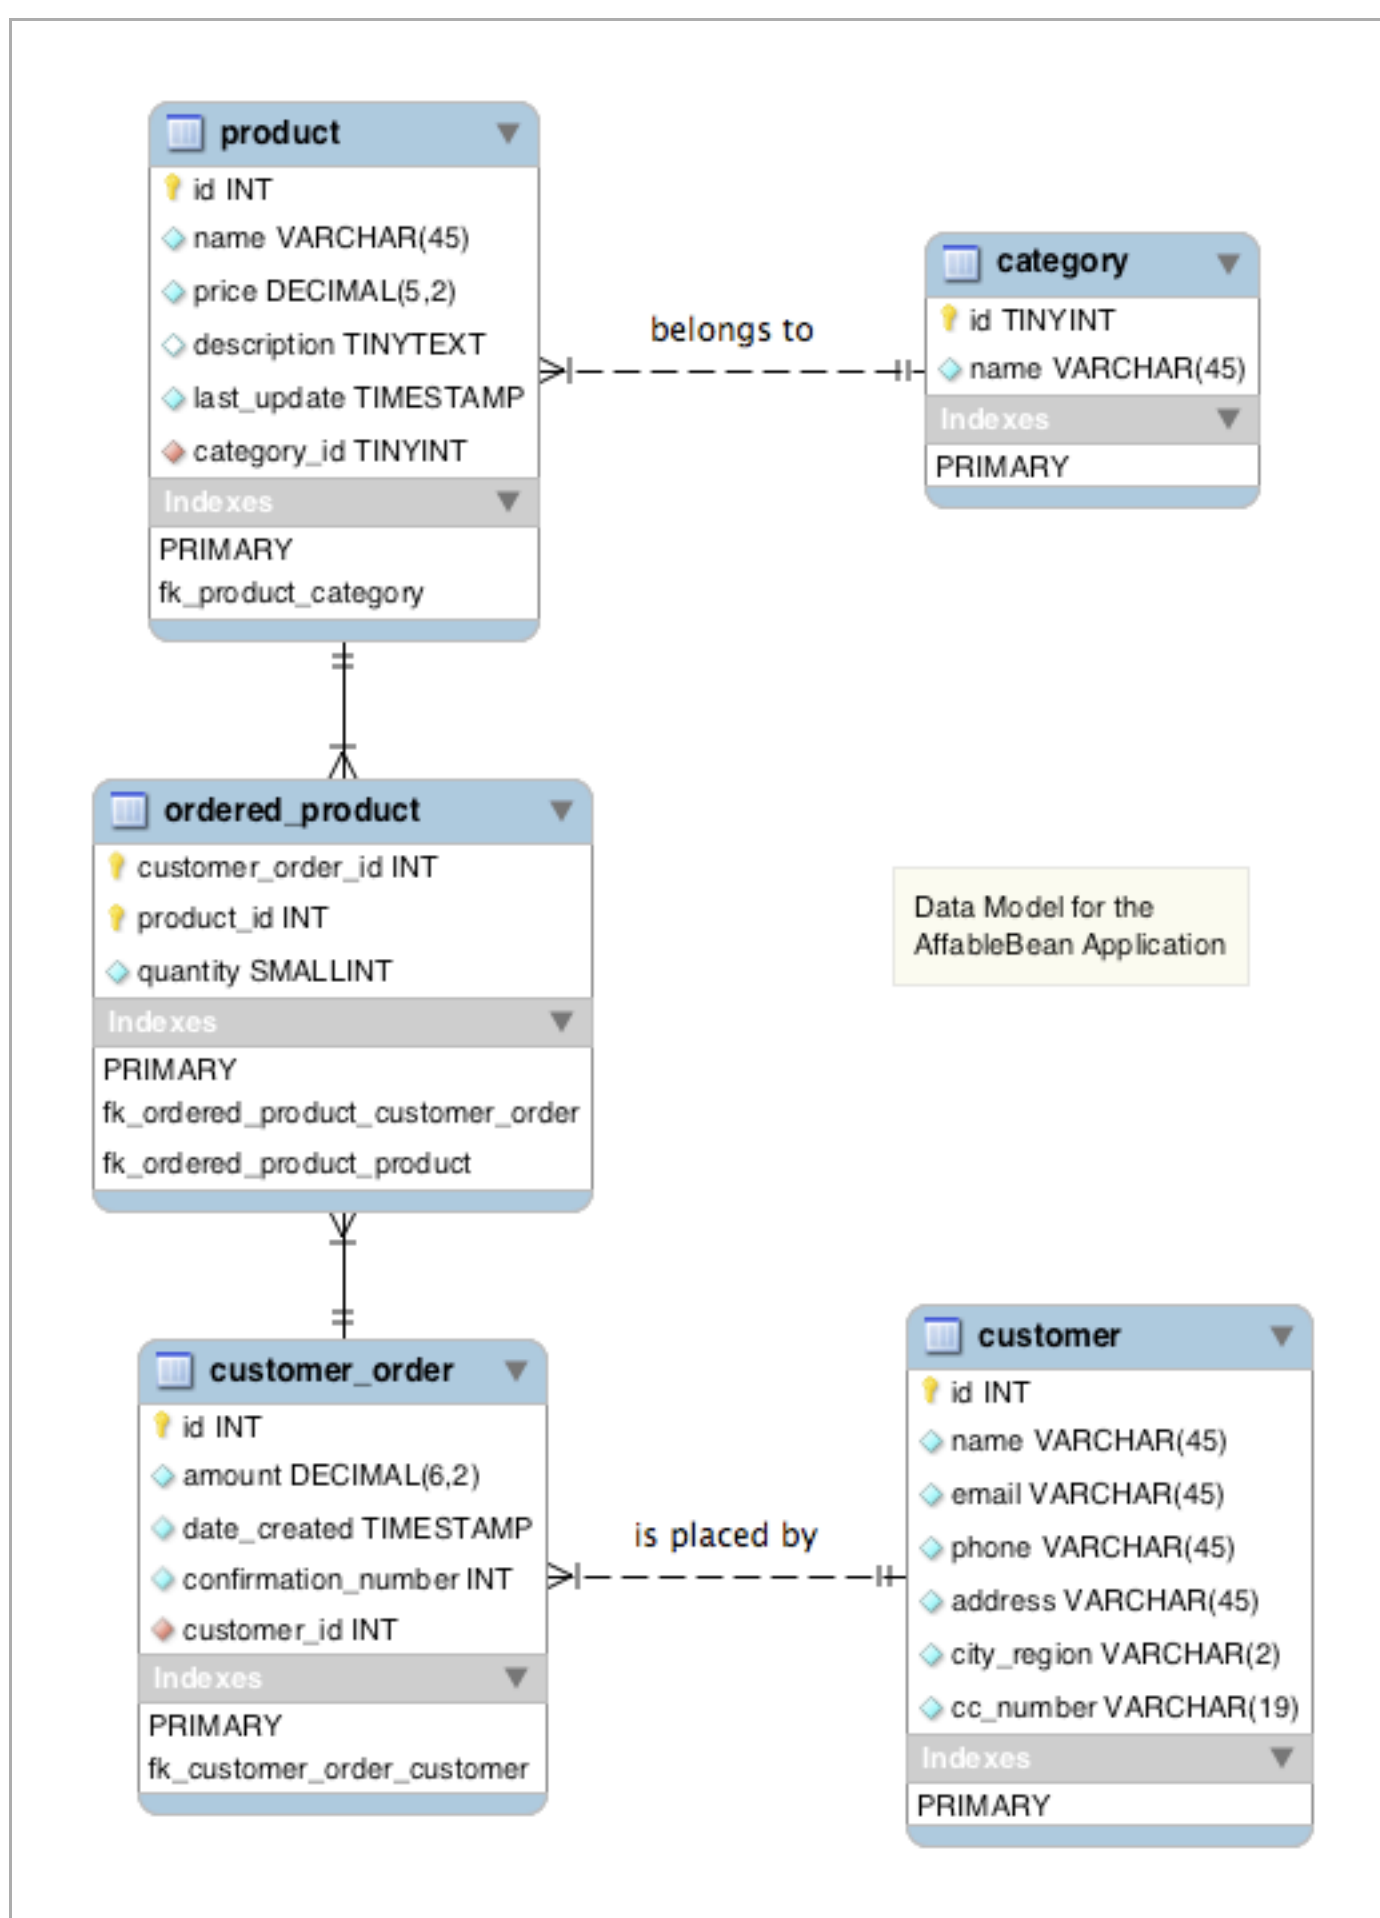 product
id INT
name VARCHAR(45)
price DECIMAL(5,2)
description TINYTEXT
last_update TIMESTAMP
category_id TINYINT
Indexes
PRIMARY
fk_product_category
belongs to
category
id TINYINT
name VARCHAR(45)
Indexes
PRIMARY
ordered_product
customer_order_id INT
product_id INT
quantity SMALLINT
Indexes
PRIMARY
fk_ordered_product_customer_order
fk_ordered_product_product
Data Model for the
AffableBean Application
customer_order
id INT
amount DECIMAL(6,2)
date_created TIMESTAMP
confirmation_number INT
customer_id INT
Indexes
PRIMARY
fk_customer_order_customer
is placed by
customer
id INT
name VARCHAR(45)
email VARCHAR(45)
phone VARCHAR(45)
address VARCHAR(45)
city_region VARCHAR(2)
cc_number VARCHAR(19)
Indexes
PRIMARY